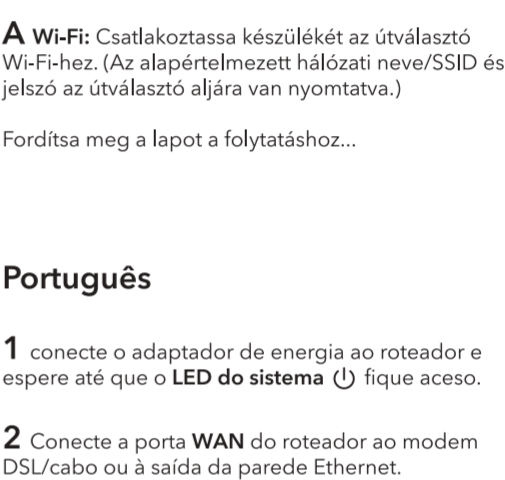 A Wi-Fi: Csatlakoztassa készülékét az útválasztó
Wi-Fi-hez. (Az alapértelmezett hálózati neve/SSID és
jelszó az útválasztó aljára van nyomtatva.)
Fordítsa meg a lapot a folytatáshoz...
Português
1 conecte o adaptador de energia ao roteador e
espere até que o LED do sistema fique aceso.
2 Conecte a porta WAN do roteador ao modem
DSL/cabo ou à saída da parede Ethernet.